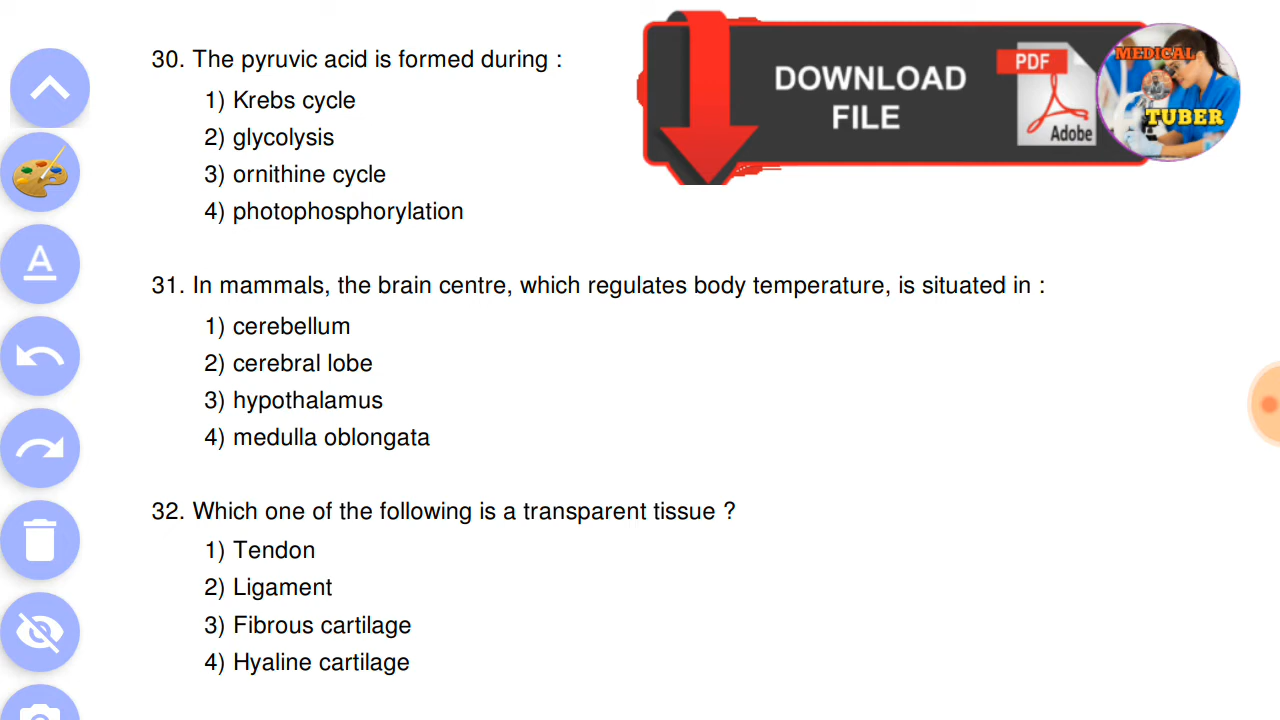 30. The pyruvic acid is formed during :
1) Krebs cycle
2) glycolysis
3) ornithine cycle
4) photophosphorylation
DOWNLOAD
FILE
PDF
Adobe
MEDICAL
TUBER
A
31. In mammals, the brain centre, which regulates body temperature, is situated in :
1) cerebellum
2) cerebral lobe
3) hypothalamus
4) medulla oblongata
32. Which one of the following is a transparent tissue ?
1) Tendon
2) Ligament
3) Fibrous cartilage
4) Hyaline cartilage